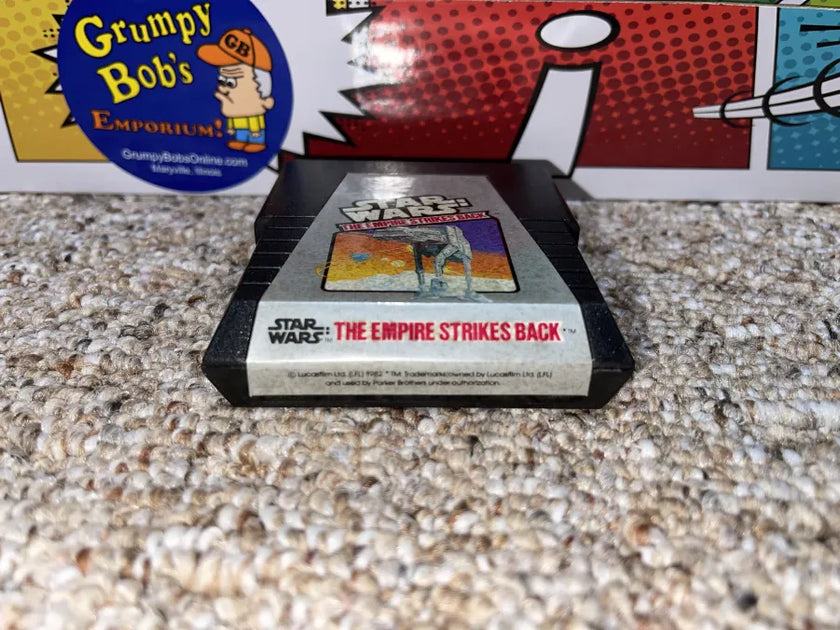 Grumpy
Bob's
GB
EMPORIUM!
GrumpyBobsOnline.com
Maryville, Illinois
STAR
WARS
THE EMPIRE STRIKES BACK
STAR
WARS:™ THE EMPIRE STRIKES BACK™
© Lucasfilm Ltd. (LFL) 1982 * TM: Trademarks owned by Lucasfilm Ltd. (LFL)
and used by Parker Brothers under authorization.